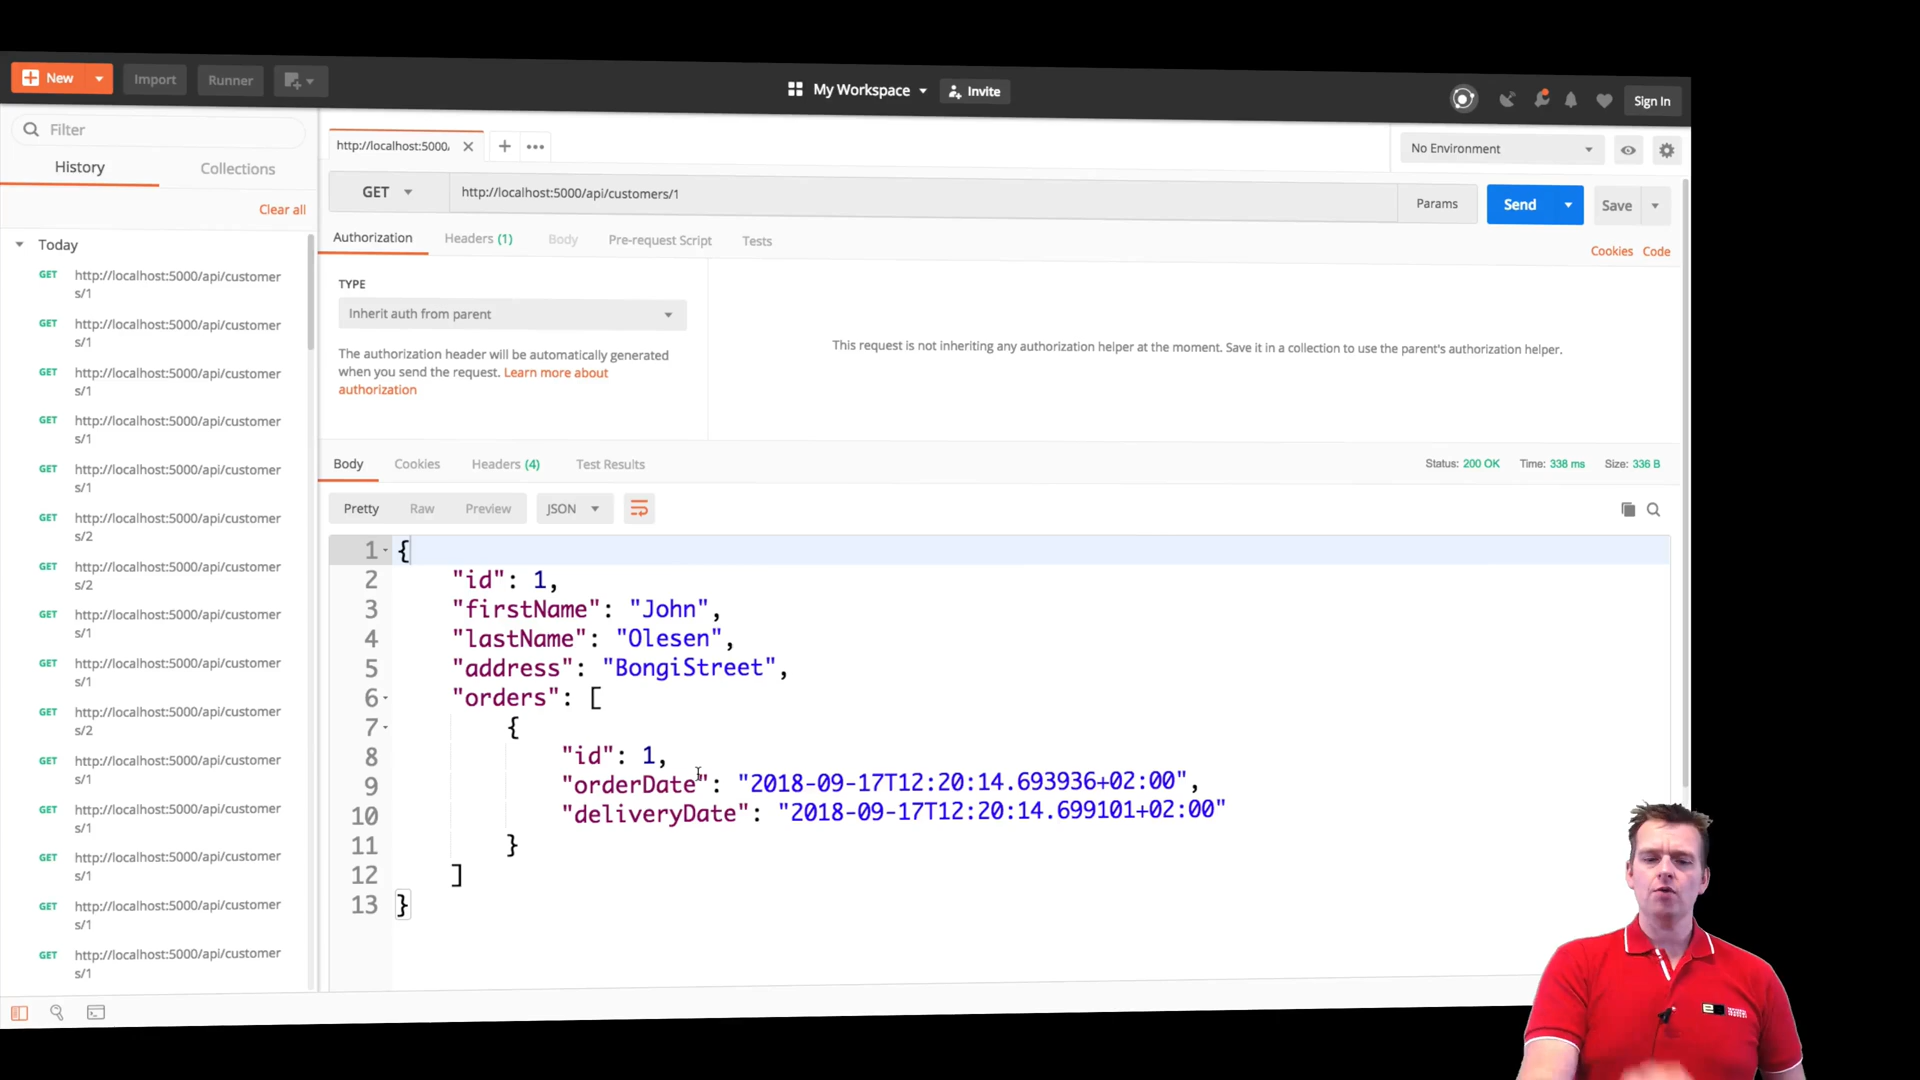 New
Import
Runner
My Workspace
Invite
Sign In
Filter
History
Collections
Clear all
Today
GET http://localhost:5000/api/customer
s/1
GET http://localhost:5000/api/customer
s/1
GET http://localhost:5000/api/customer
s/1
GET http://localhost:5000/api/customer
s/1
GET http://localhost:5000/api/customer
s/1
GET http://localhost:5000/api/customer
s/2
GET http://localhost:5000/api/customer
s/2
GET http://localhost:5000/api/customer
s/1
GET http://localhost:5000/api/customer
s/1
GET http://localhost:5000/api/customer
s/2
GET http://localhost:5000/api/customer
s/1
GET http://localhost:5000/api/customer
s/1
GET http://localhost:5000/api/customer
s/1
GET http://localhost:5000/api/customer
s/1
GET http://localhost:5000/api/customer
s/1
http://localhost:5000/
No Environment
GET
http://localhost:5000/api/customers/1
Params
Send
Save
Authorization
Headers (1)
Body
Pre-request Script
Tests
Cookies
Code
TYPE
Inherit auth from parent
The authorization header will be automatically generated
when you send the request. Learn more about
authorization
This request is not inheriting any authorization helper at the moment. Save it in a collection to use the parent's authorization helper.
Body
Cookies
Headers (4)
Test Results
Status: 200 OK
Time: 338 ms
Size: 336 B
Pretty
Raw
Preview
JSON
1 {
2 "id": 1,
3 "firstName": "John",
4 "lastName": "Olesen",
5 "address": "BongiStreet",
6 "orders": [
7 {
8 "id": 1,
9 "orderDate": "2018-09-17T12:20:14.693936+02:00",
10 "deliveryDate": "2018-09-17T12:20:14.699101+02:00"
11 }
12 ]
13 }